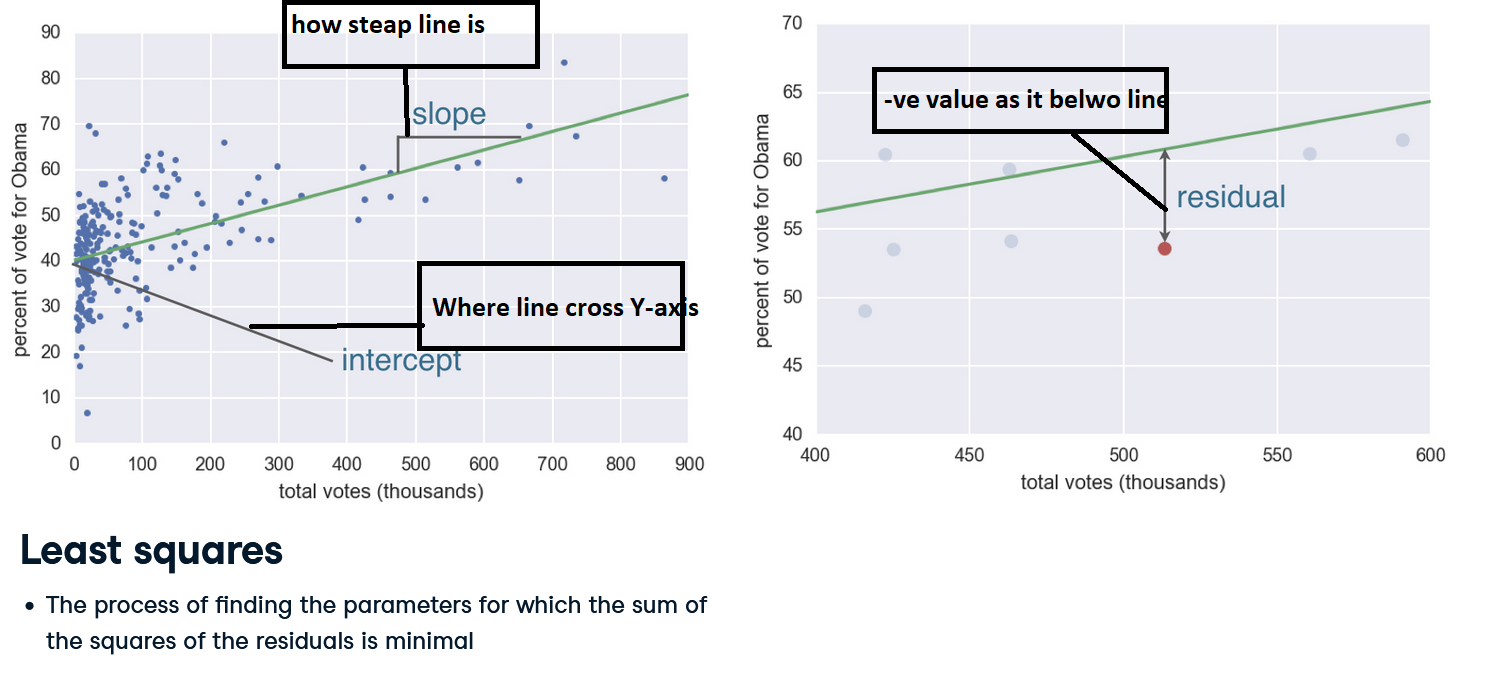 how steap line is
90
80
70
60
50
40
30
20
10
0
percent of vote for Obama
slope
Where line cross Y-axis
intercept
0 100 200 300 400 500 600 700 800 900
total votes (thousands)
70
65
60
55
50
45
40
percent of vote for Obama
-ve value as it belwo line
residual
400 450 500 550 600
total votes (thousands)
Least squares
• The process of finding the parameters for which the sum of
the squares of the residuals is minimal